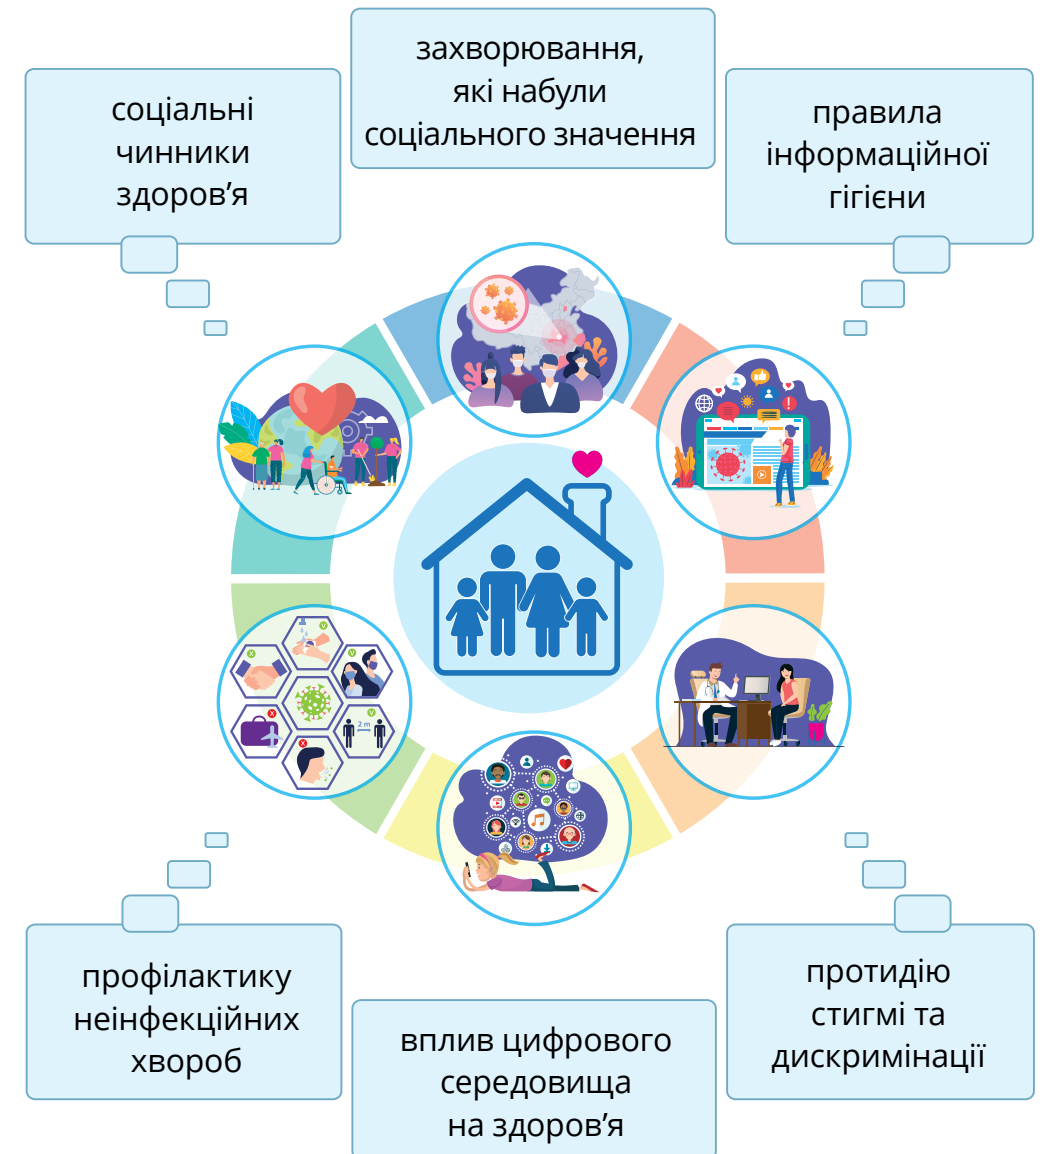 соціальні
чинники
здоров’я
захворювання,
які набули
соціального значення
правила
інформаційної
гігієни
2 m
профілактику
неінфекційних
хвороб
вплив цифрового
середовища
на здоров’я
протидію
стигмі та
дискримінації